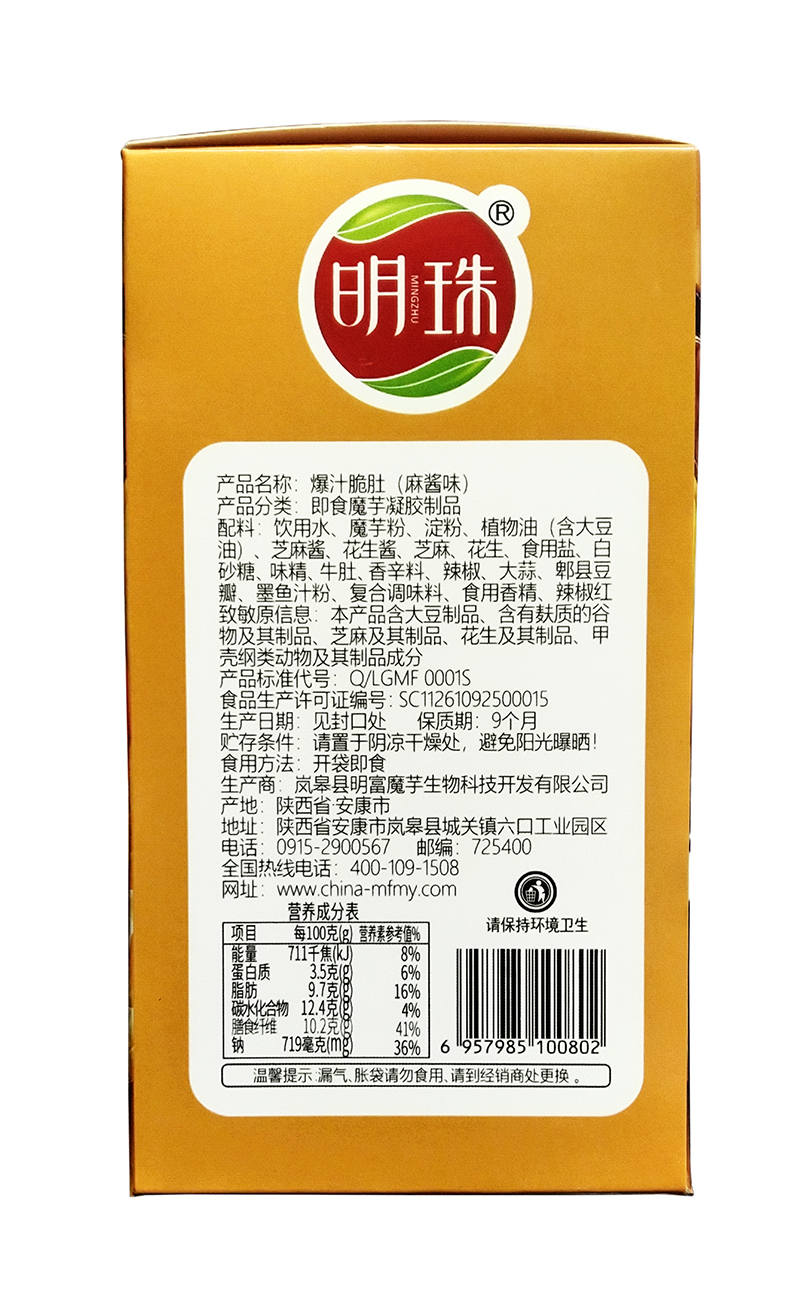 ®
明珠
MINGZHU
产品名称：爆汁脆肚（麻酱味）
产品分类：即食魔芋凝胶制品
配料：饮用水、魔芋粉、淀粉、植物油（含大豆
油）、芝麻酱、花生酱、芝麻、花生、食用盐、白
砂糖、味精、牛肚、香辛料、辣椒、大蒜、郫县豆
瓣、墨鱼汁粉、复合调味料、食用香精、辣椒红
致敏原信息：本产品含大豆制品、含有麸质的谷
物及其制品、芝麻及其制品、花生及其制品、甲
壳纲类动物及其制品成分
产品标准代号：Q/LGMF 0001S
食品生产许可证编号：SC11261092500015
生产日期：见封口处 保质期：9个月
贮存条件：请置于阴凉干燥处，避免阳光曝晒！
食用方法：开袋即食
生产商：岚皋县明富魔芋生物科技开发有限公司
产地：陕西省·安康市
地址：陕西省安康市岚皋县城关镇六口工业园区
电话：0915-2900567 邮编：725400
全国热线电话：400-109-1508
网址：www.china-mfmy.com
请保持环境卫生
营养成分表
项目 每100克(g) 营养素参考值%
能量 711千焦(kJ) 8%
蛋白质 3.5克(g) 6%
脂肪 9.7克(g) 16%
碳水化合物 12.4克(g) 4%
膳食纤维 10.2克(g) 41%
钠 719毫克(mg) 36%
6 957985 100802
温馨提示:漏气、胀袋请勿食用、请到经销商处更换。